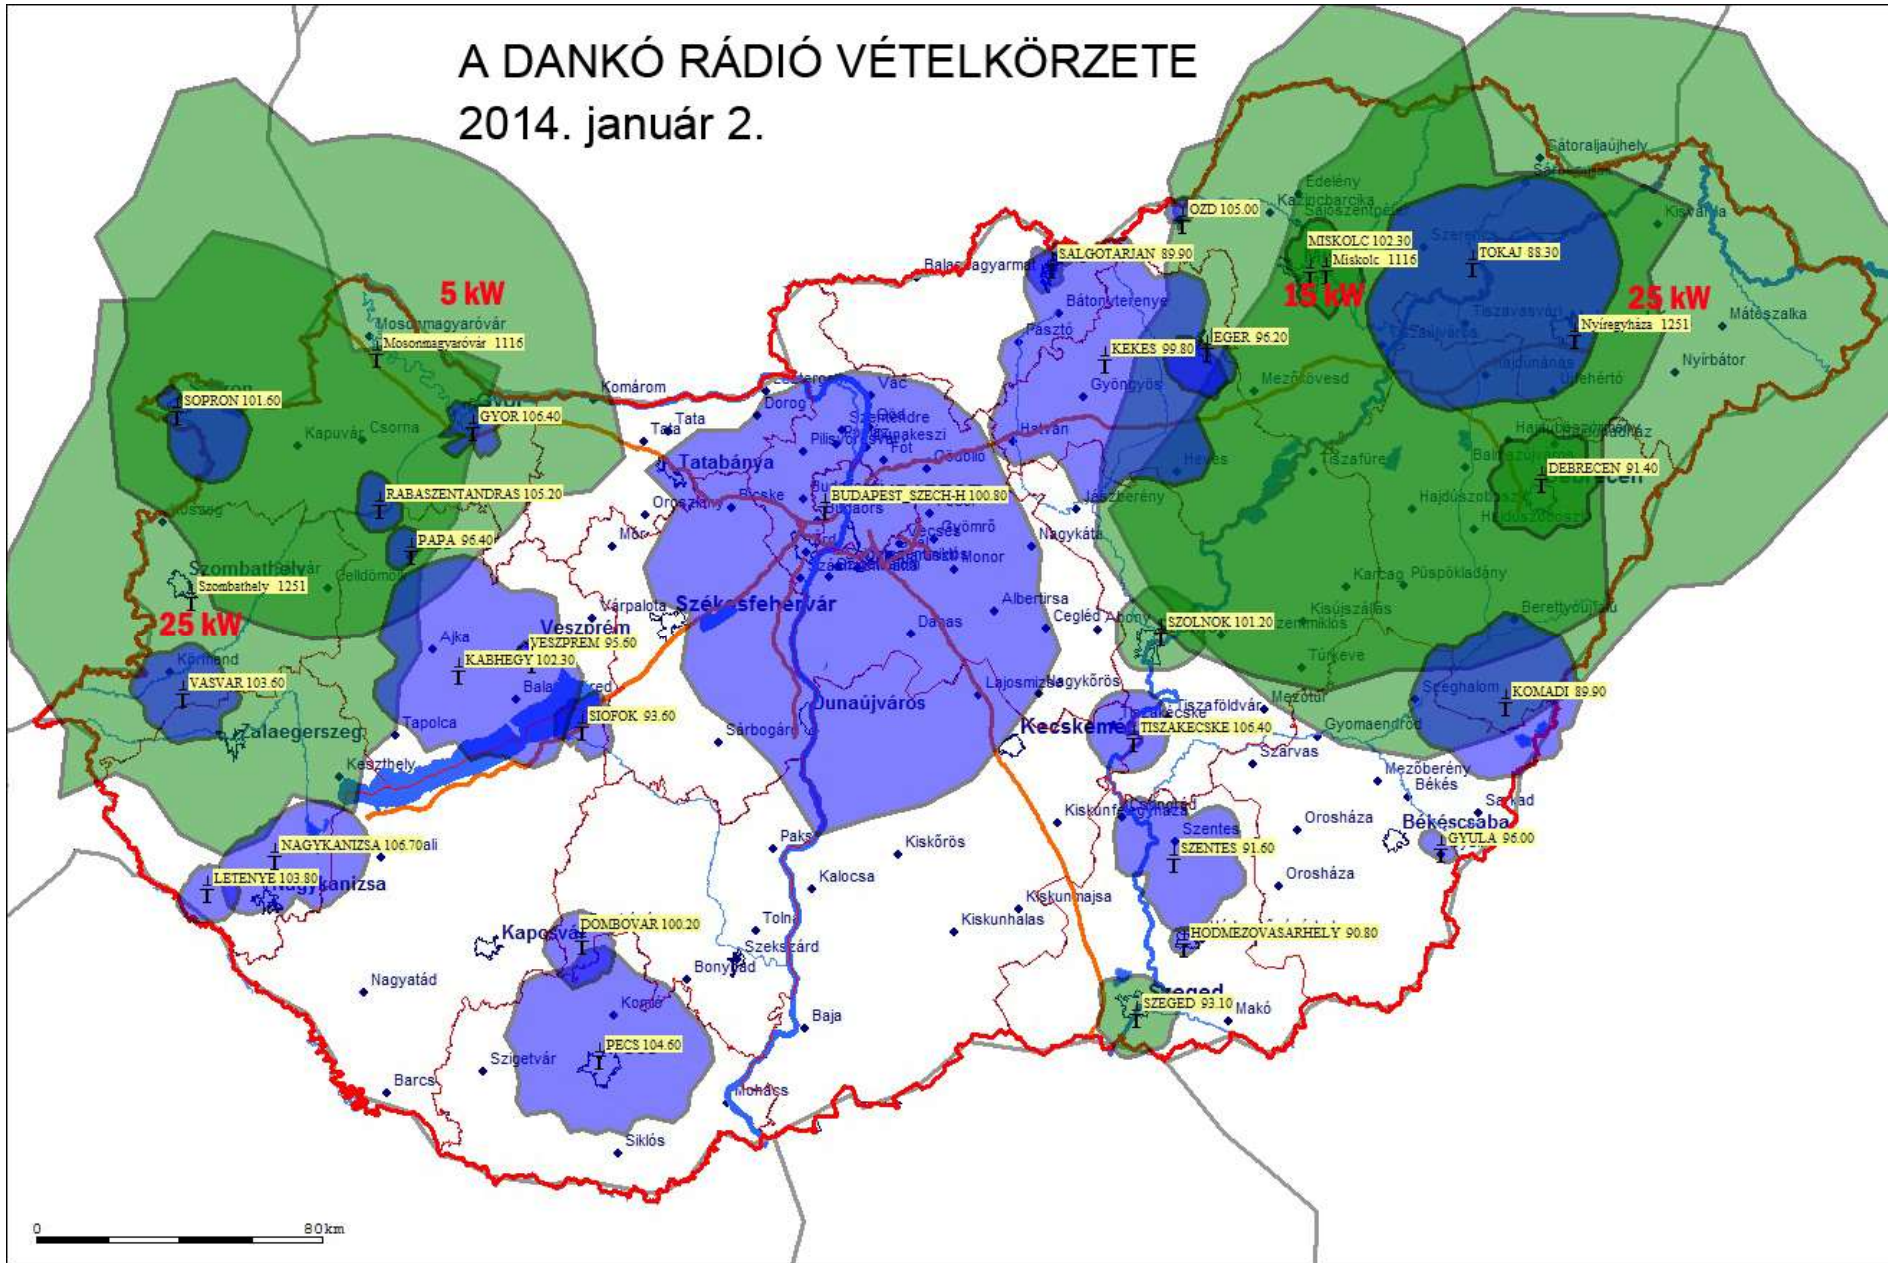 A DANKÓ RÁDIÓ VÉTELKÖRZETE
2014. január 2.
Sátoraljaújhely
Edelény
Kazincbarcika
OZD 105.00
Kisvárda
MISKOLC 102.30
Miskolc 1116
TOKAJ 88.30
SALGOTARJAN 89.90
5 kW
15 kW
25 kW
Bátonyterenye
Mosonmagyaróvár
Mosonmagyaróvár 1116
Pásztó
KEKES 99.80
EGER 96.20
Tiszavasvári
Nyíregyháza 1251
Mátészalka
Nyírbátor
Mezőkövesd
Gyöngyös
Komárom
Vác
SOPRON 101.60
GYOR 106.40
Dorog
Tata
Tata
Szentendre
Kapuvár
Csorna
Hatvan
Fót
Gödöllő
Tatabánya
Heves
Tiszafüred
DEBRECEN 91.40
RABASZENTANDRAS 105.20
Oroszlány
Bicske
BUDAPEST_SZECH-H 100.80
Budaörs
Jászberény
Gyömrő
Vecsés
Monor
Nagykáta
Mór
PAPA 96.40
Szombathely
Celldömölk
Szombathely 1251
25 kW
Karcag
Püspökladány
Kisújszállás
Berettyóújfalu
Várpalota
Székesfehérvár
Albertirsa
Cegléd
Abony
SZOLNOK 101.20
Dabas
Veszprém
VESZPREM 95.60
Ajka
KABHEGY 102.30
Körmend
VASVAR 103.60
Túrkeve
Szeghalom
KOMADI 89.90
Lajosmizse
Nagykőrös
Mezőtúr
Dunaújváros
SIOFOK 93.60
Tapolca
Zalaegerszeg
Sárbogárd
Tiszaföldvár
Tiszakécske
TISZAKECSKE 106.40
Gyomaendrőd
Szarvas
Keszthely
Mezőberény
Békés
Sarkad
Kiskunfélegyháza
Szentes
SZENTES 91.60
Orosháza
Békéscsaba
GYULA 96.00
Paks
Kiskőrös
NAGYKANIZSA 106.70
LETENYE 103.80
Nagykanizsa
Kalocsa
Orosháza
Kiskunmajsa
Kiskunhalas
Tolna
DOMBOVAR 100.20
HODMEZOVASARHELY 90.80
Szekszárd
Nagyatád
Szeged
SZEGED 93.10
Makó
Baja
PECS 104.60
Szigetvár
Barcs
Mohács
Siklós
0 80km